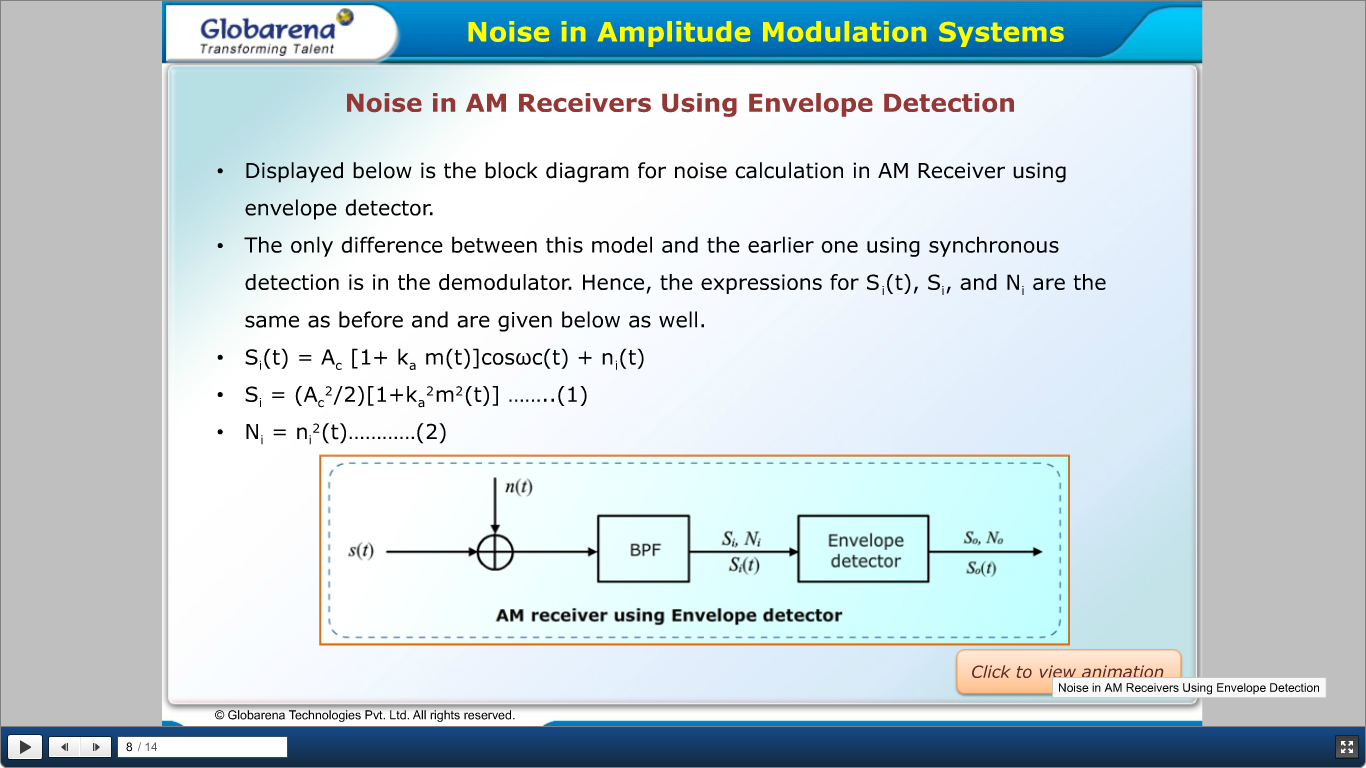 Globarena
Transforming Talent
Noise in Amplitude Modulation Systems
Noise in AM Receivers Using Envelope Detection
• Displayed below is the block diagram for noise calculation in AM Receiver using
envelope detector.
• The only difference between this model and the earlier one using synchronous
detection is in the demodulator. Hence, the expressions for Sᵢ(t), Sᵢ, and Nᵢ are the
same as before and are given below as well.
• Sᵢ(t) = A_c [1+ kₐ m(t)]cosωc(t) + nᵢ(t)
• Sᵢ = (A_c²/2)[1+kₐ²m²(t)] ……..(1)
• Nᵢ = nᵢ²(t)…………(2)
n(t)
s(t)
BPF
Sᵢ, Nᵢ
Sᵢ(t)
Envelope
detector
Sₒ, Nₒ
Sₒ(t)
AM receiver using Envelope detector
Click to view animation
Noise in AM Receivers Using Envelope Detection
© Globarena Technologies Pvt. Ltd. All rights reserved.
8 / 14